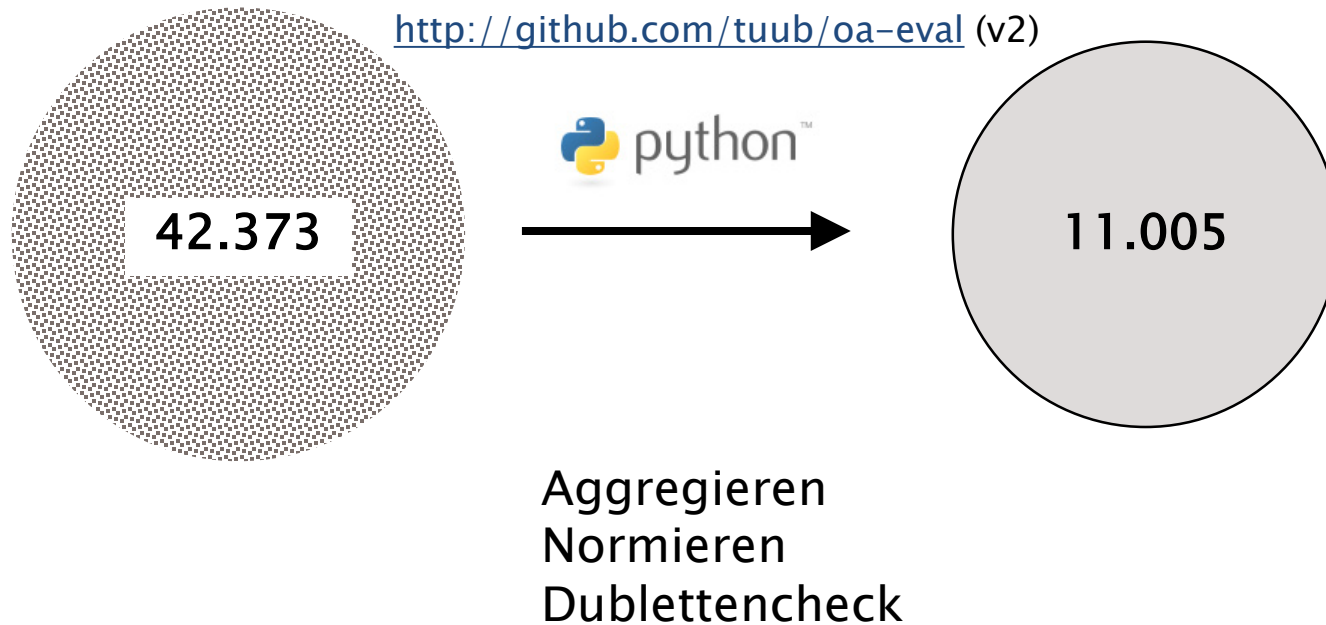 http://github.com/tuub/oa-eval (v2)
python™
42.373
11.005
Aggregieren
Normieren
Dublettencheck